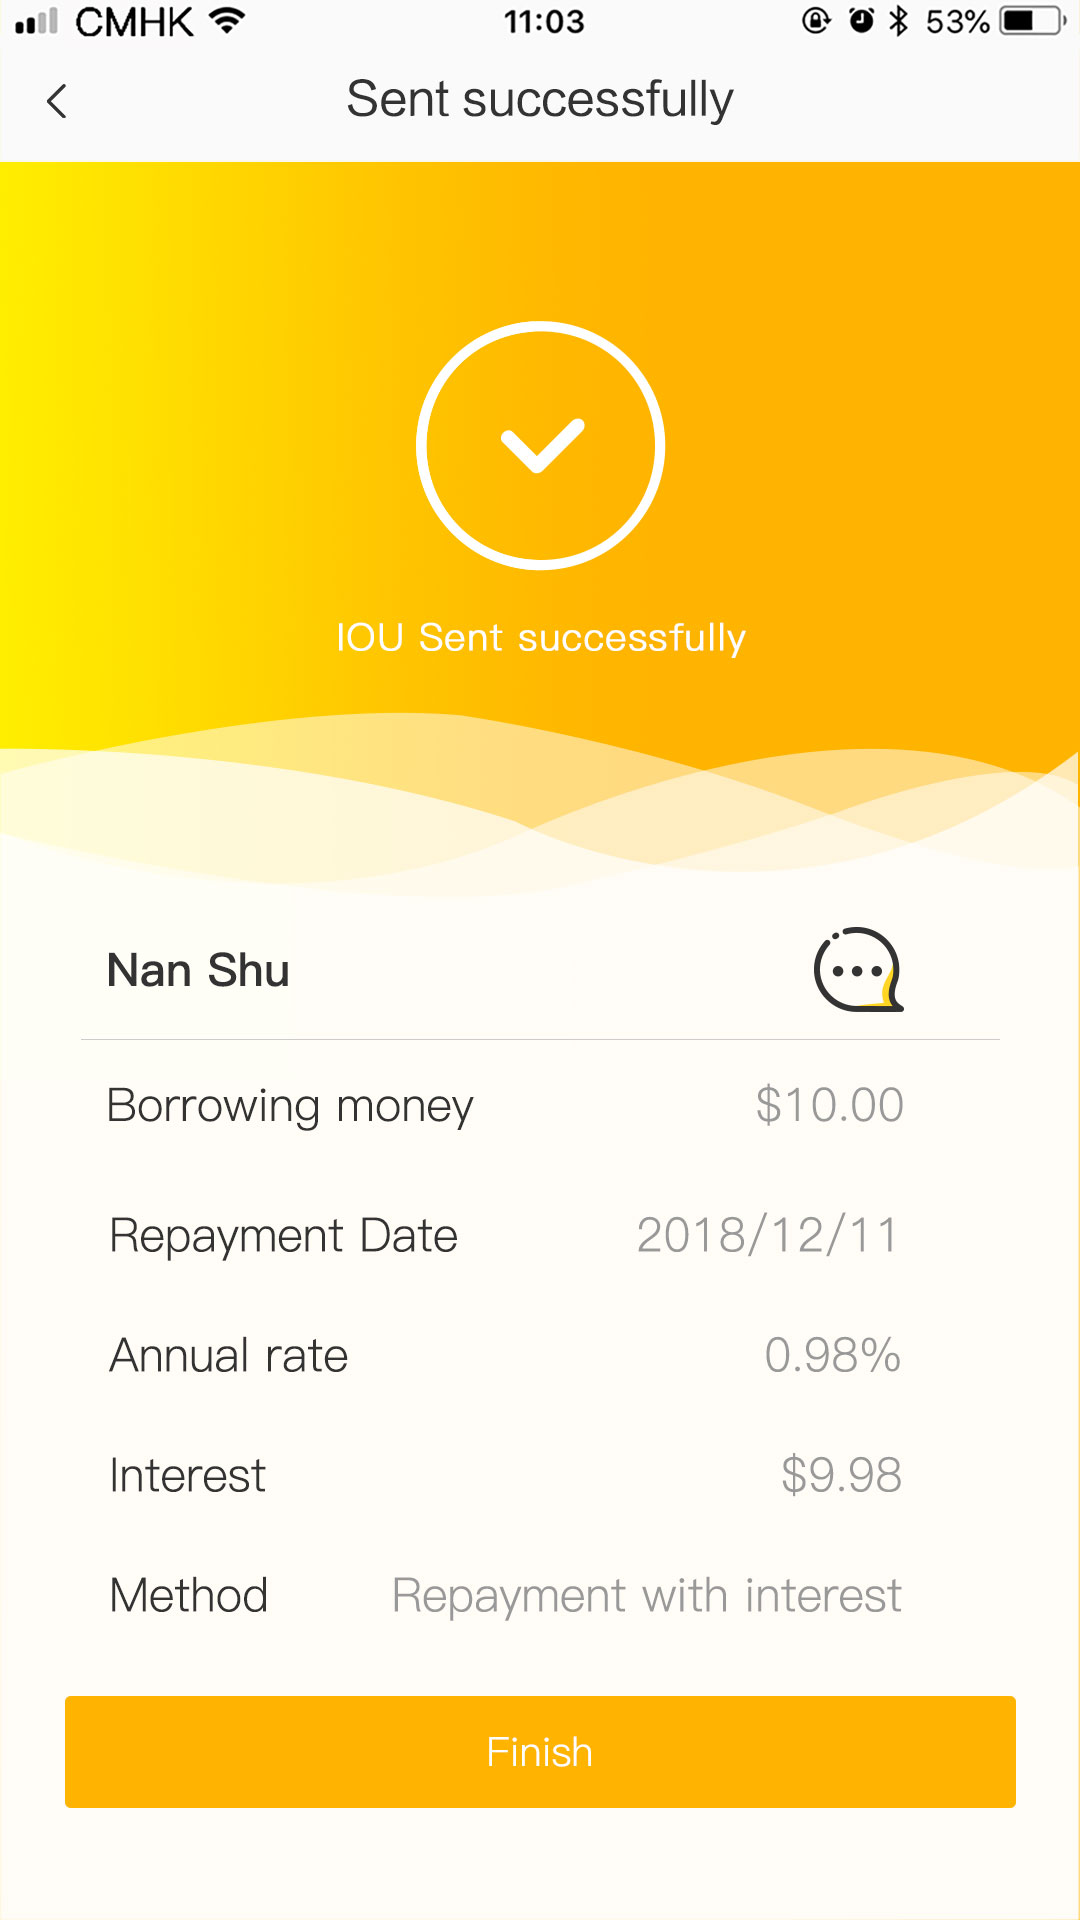 CMHK 11:03 53%
Sent successfully
IOU Sent successfully
Nan Shu
Borrowing money $10.00
Repayment Date 2018/12/11
Annual rate 0.98%
Interest $9.98
Method Repayment with interest
Finish